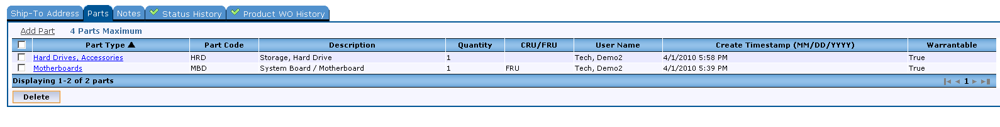 Ship-To Address Parts Notes Status History Product WO History
Add Part 4 Parts Maximum
Part Type Part Code Description Quantity CRU/FRU User Name Create Timestamp (MM/DD/YYYY) Warrantable
Hard Drives, Accessories HRD Storage, Hard Drive 1 Tech, Demo2 4/1/2010 5:58 PM True
Motherboards MBD System Board / Motherboard 1 FRU Tech, Demo2 4/1/2010 5:39 PM True
Displaying 1-2 of 2 parts 1
Delete